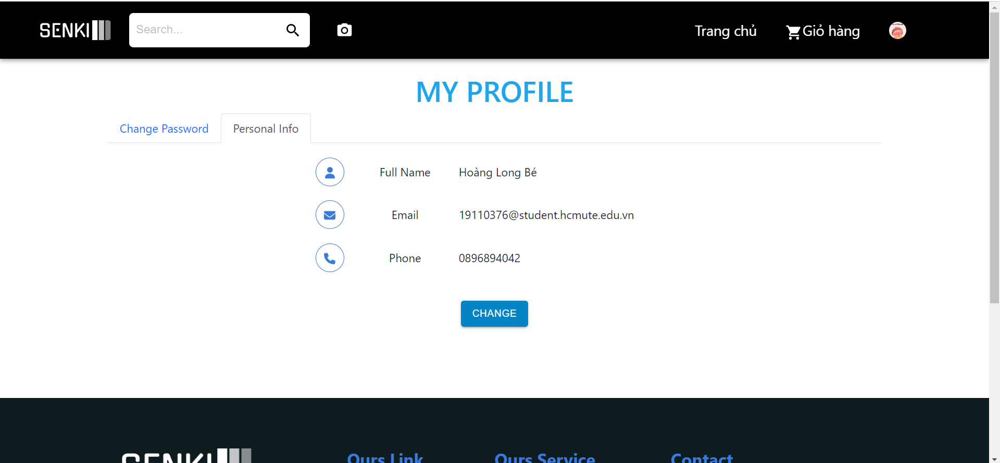 SENKI
Search...
Trang chủ
Giỏ hàng
MY PROFILE
Change Password
Personal Info
Full Name
Hoàng Long Bé
Email
19110376@student.hcmute.edu.vn
Phone
0896894042
CHANGE
SENKI
Ours Link
Ours Service
Contact